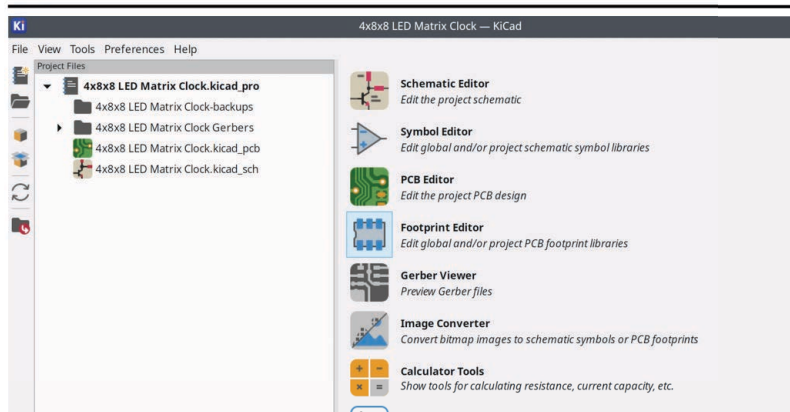 Ki
4x8x8 LED Matrix Clock — KiCad
File View Tools Preferences Help
Project Files
4x8x8 LED Matrix Clock.kicad_pro
4x8x8 LED Matrix Clock-backups
4x8x8 LED Matrix Clock Gerbers
4x8x8 LED Matrix Clock.kicad_pcb
4x8x8 LED Matrix Clock.kicad_sch
Schematic Editor
Edit the project schematic
Symbol Editor
Edit global and/or project schematic symbol libraries
PCB Editor
Edit the project PCB design
Footprint Editor
Edit global and/or project PCB footprint libraries
Gerber Viewer
Preview Gerber files
Image Converter
Convert bitmap images to schematic symbols or PCB footprints
Calculator Tools
Show tools for calculating resistance, current capacity, etc.